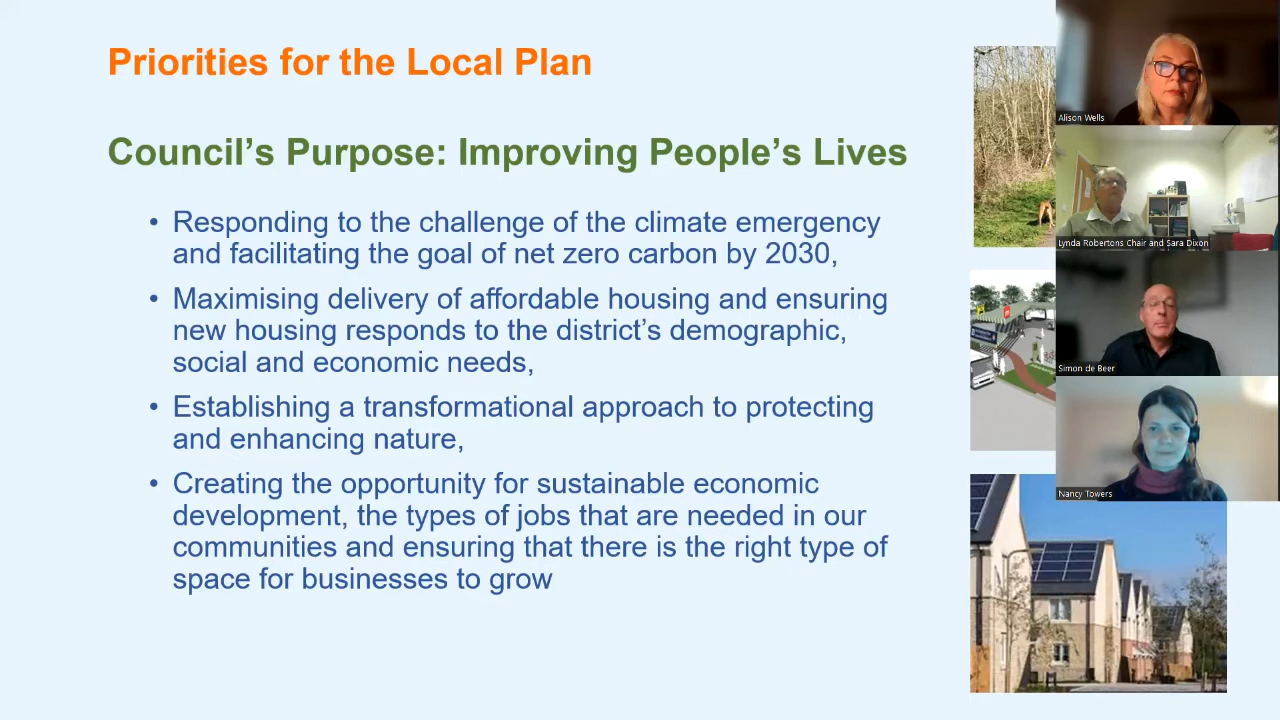 Priorities for the Local Plan
Council's Purpose: Improving People's Lives
• Responding to the challenge of the climate emergency
and facilitating the goal of net zero carbon by 2030,
• Maximising delivery of affordable housing and ensuring
new housing responds to the district's demographic,
social and economic needs,
• Establishing a transformational approach to protecting
and enhancing nature,
• Creating the opportunity for sustainable economic
development, the types of jobs that are needed in our
communities and ensuring that there is the right type of
space for businesses to grow
Alison Wells
Lynda Robertons Chair and Sara Dixon
Simon de Beer
Nancy Towers